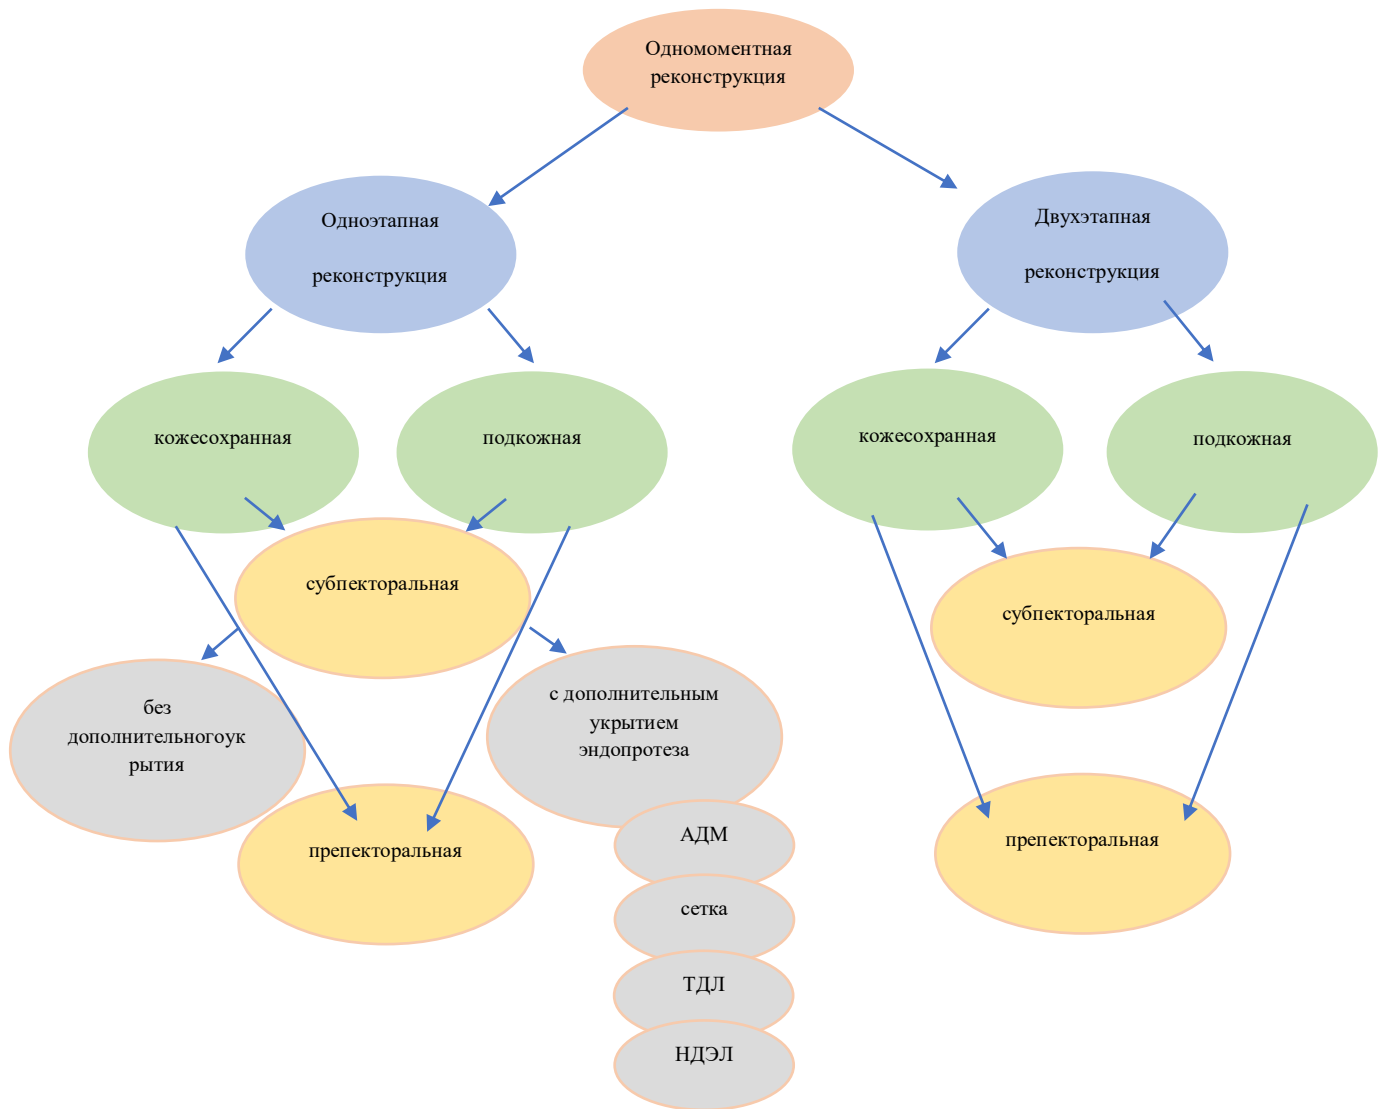 Одномоментная
реконструкция
Одноэтапная
реконструкция
Двухэтапная
реконструкция
кожесохранная
подкожная
кожесохранная
подкожная
субпекторальная
субпекторальная
без
дополнительногоук
рытия
с дополнительным
укрытием
эндопротеза
препекторальная
препекторальная
АДМ
сетка
ТДЛ
НДЭЛ